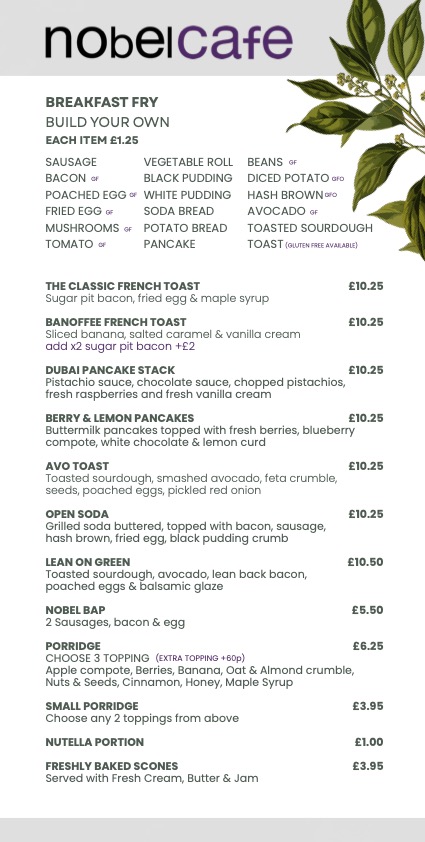 nobelcafe
BREAKFAST FRY
BUILD YOUR OWN
EACH ITEM £1.25
SAUSAGE
BACON GF
POACHED EGG GF
FRIED EGG GF
MUSHROOMS GF
TOMATO GF
VEGETABLE ROLL
BLACK PUDDING
WHITE PUDDING
SODA BREAD
POTATO BREAD
PANCAKE
BEANS GF
DICED POTATO GFO
HASH BROWN GFO
AVOCADO GF
TOASTED SOURDOUGH
TOAST (GLUTEN FREE AVAILABLE)
THE CLASSIC FRENCH TOAST £10.25
Sugar pit bacon, fried egg & maple syrup
BANOFFEE FRENCH TOAST £10.25
Sliced banana, salted caramel & vanilla cream
add x2 sugar pit bacon +£2
DUBAI PANCAKE STACK £10.25
Pistachio sauce, chocolate sauce, chopped pistachios,
fresh raspberries and fresh vanilla cream
BERRY & LEMON PANCAKES £10.25
Buttermilk pancakes topped with fresh berries, blueberry
compote, white chocolate & lemon curd
AVO TOAST £10.25
Toasted sourdough, smashed avocado, feta crumble,
seeds, poached eggs, pickled red onion
OPEN SODA £10.25
Grilled soda buttered, topped with bacon, sausage,
hash brown, fried egg, black pudding crumb
LEAN ON GREEN £10.50
Toasted sourdough, avocado, lean back bacon,
poached eggs & balsamic glaze
NOBEL BAP £5.50
2 Sausages, bacon & egg
PORRIDGE £6.25
CHOOSE 3 TOPPING (EXTRA TOPPING +60p)
Apple compote, Berries, Banana, Oat & Almond crumble,
Nuts & Seeds, Cinnamon, Honey, Maple Syrup
SMALL PORRIDGE £3.95
Choose any 2 toppings from above
NUTELLA PORTION £1.00
FRESHLY BAKED SCONES £3.95
Served with Fresh Cream, Butter & Jam